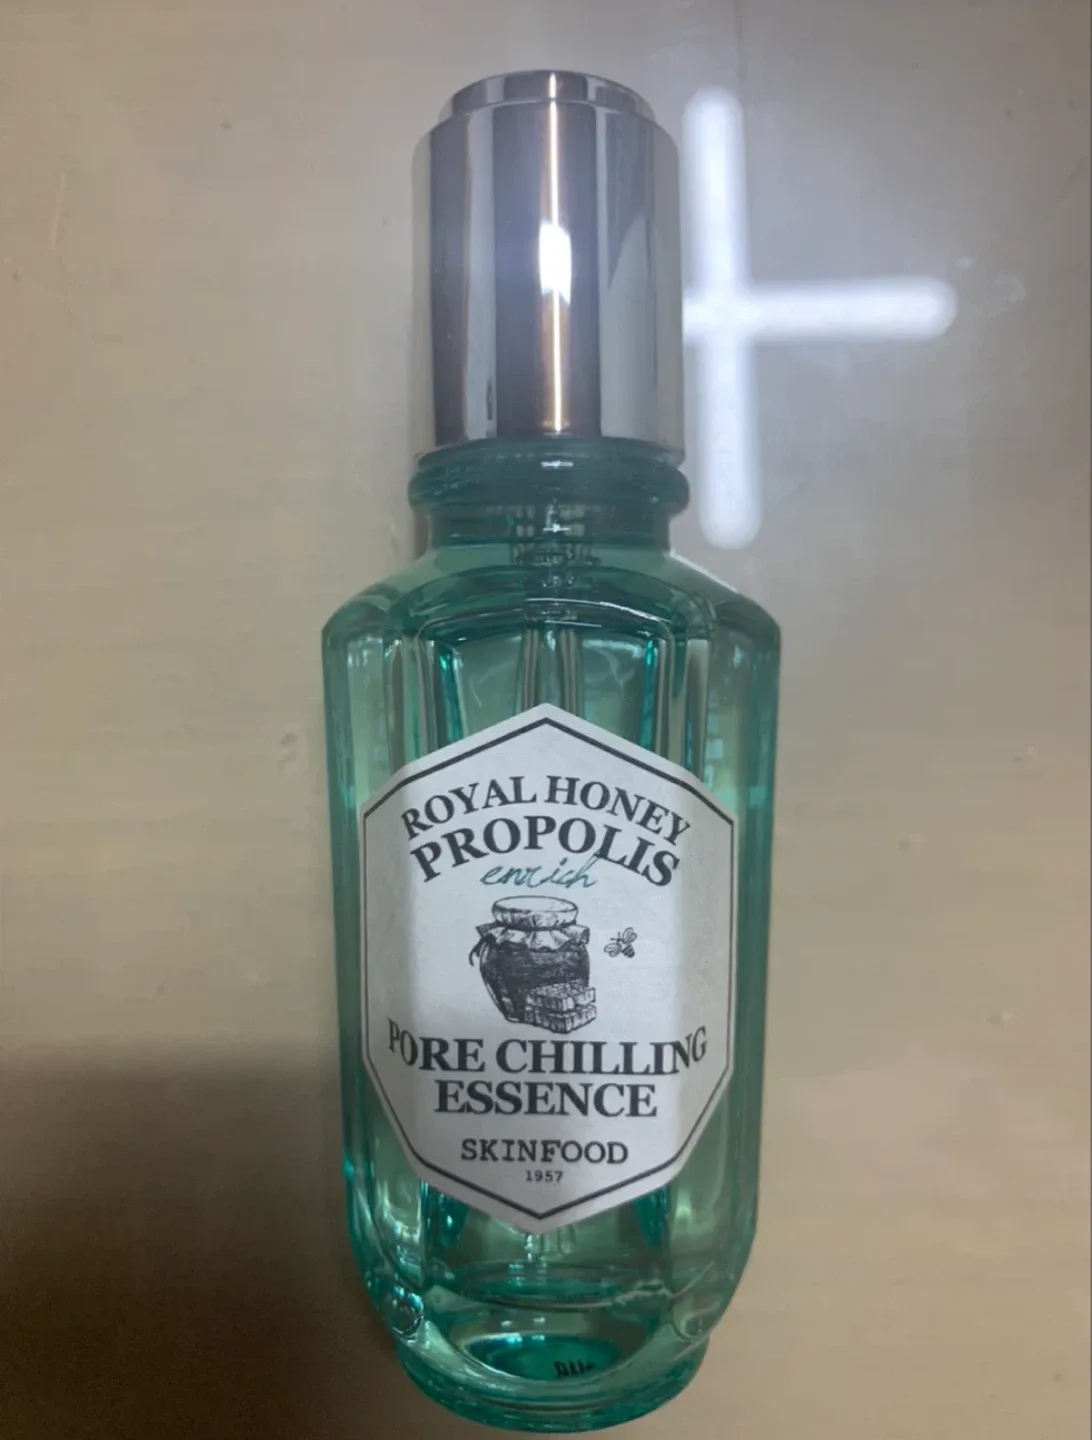 ROYAL HONEY
PROPOLIS
enrich
PORE CHILLING
ESSENCE
SKINFOOD
1957